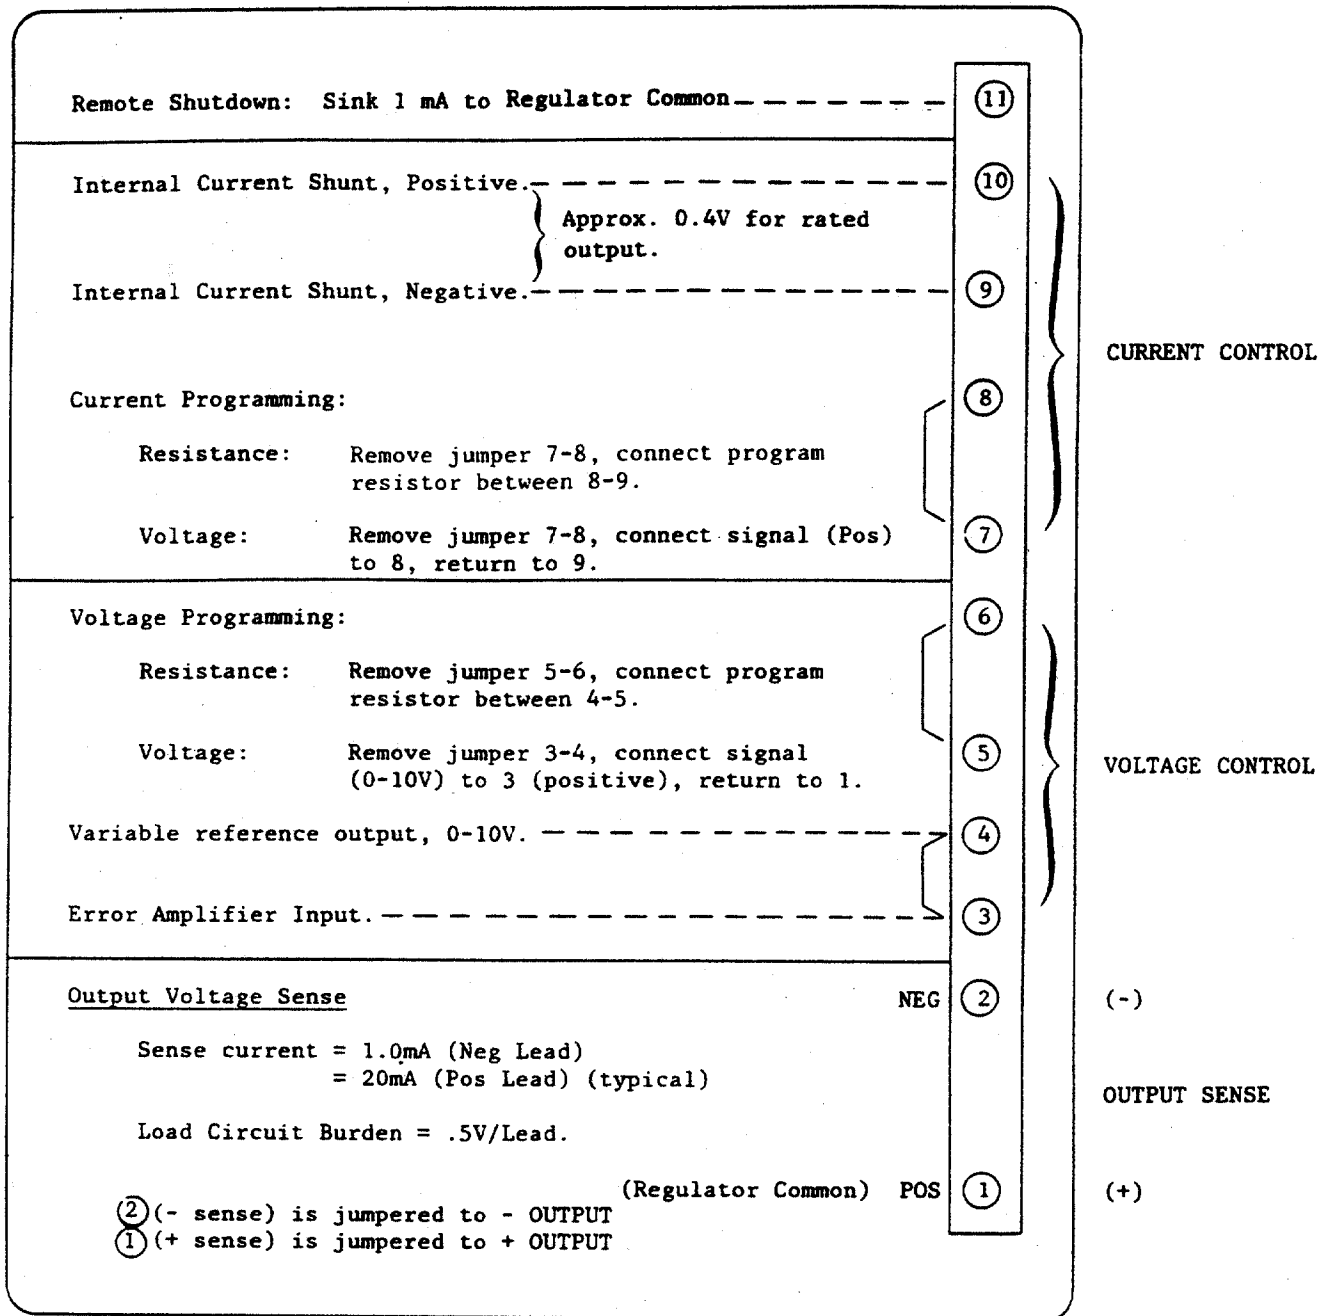 Remote Shutdown: Sink 1 mA to Regulator Common 11
Internal Current Shunt, Positive. 10
Approx. 0.4V for rated
output.
Internal Current Shunt, Negative. 9
CURRENT CONTROL
Current Programming: 8
Resistance: Remove jumper 7-8, connect program
resistor between 8-9.
Voltage: Remove jumper 7-8, connect signal (Pos) 7
to 8, return to 9.
Voltage Programming: 6
Resistance: Remove jumper 5-6, connect program
resistor between 4-5.
Voltage: Remove jumper 3-4, connect signal 5
(0-10V) to 3 (positive), return to 1.
VOLTAGE CONTROL
Variable reference output, 0-10V. 4
Error Amplifier Input. 3
Output Voltage Sense NEG 2 (-)
Sense current = 1.0mA (Neg Lead)
= 20mA (Pos Lead) (typical)
OUTPUT SENSE
Load Circuit Burden = .5V/Lead.
(Regulator Common) POS 1 (+)
2 (- sense) is jumpered to - OUTPUT
1 (+ sense) is jumpered to + OUTPUT